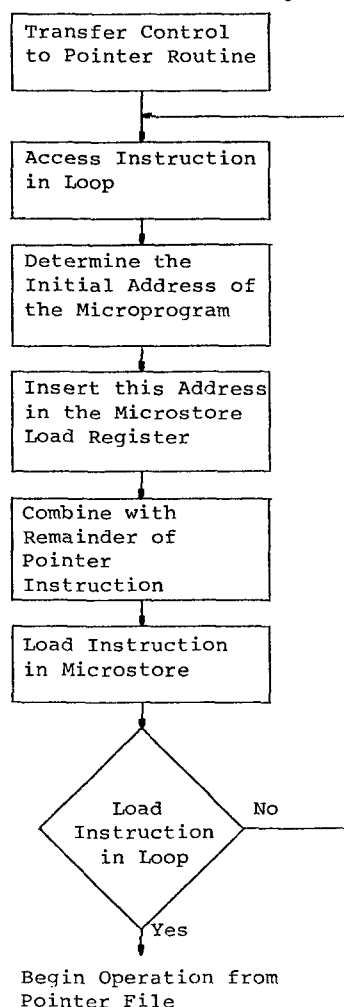 Transfer Control
to Pointer Routine
Access Instruction
in Loop
Determine the
Initial Address of
the Microprogram
Insert this Address
in the Microstore
Load Register
Combine with
Remainder of
Pointer
Instruction
Load Instruction
in Microstore
Load
Instruction
in Loop
No
Yes
Begin Operation from
Pointer File